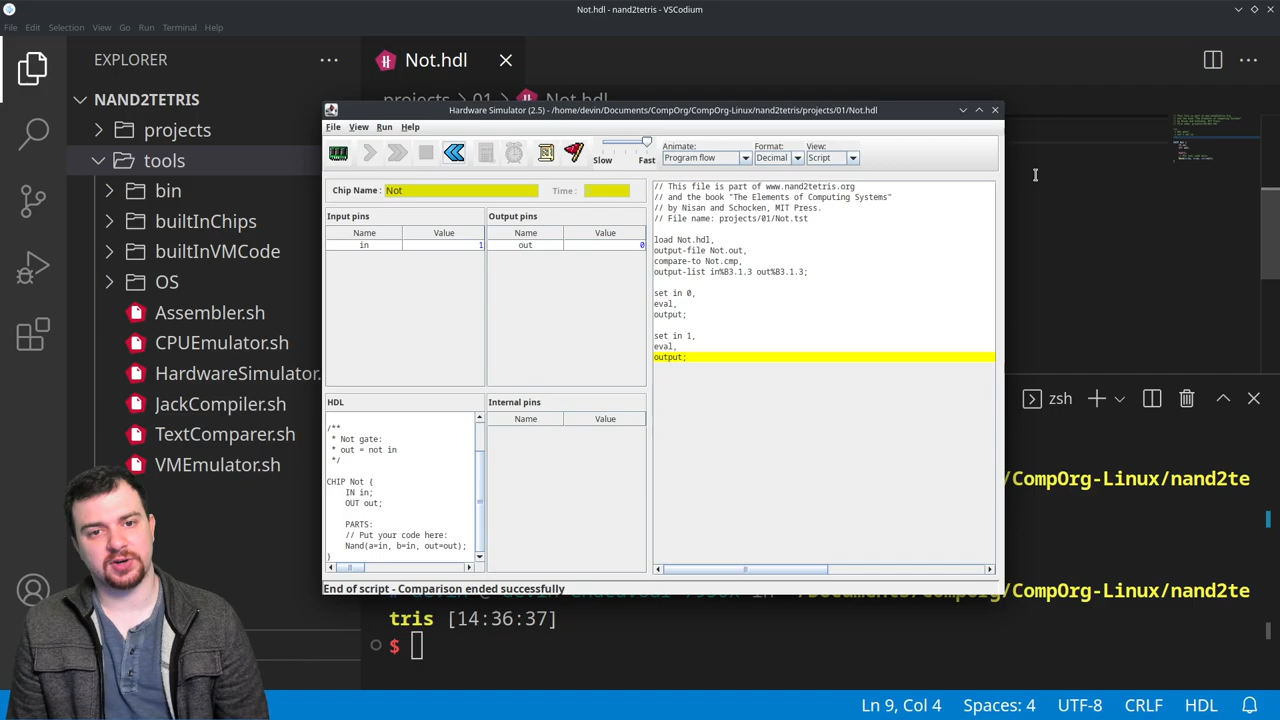 Not.hdl - nand2tetris - VSCodium
File Edit Selection View Go Run Terminal Help
EXPLORER
Not.hdl
NAND2TETRIS
projects
tools
bin
builtInChips
builtInVMCode
OS
Assembler.sh
CPUEmulator.sh
HardwareSimulator.
JackCompiler.sh
TextComparer.sh
VMEmulator.sh
projects 01 Not.hdl
Hardware Simulator (2.5) - /home/devin/Documents/CompOrg/CompOrg-Linux/nand2tetris/projects/01/Not.hdl
File View Run Help
Slow Fast
Animate:
Program flow
Format:
Decimal
View:
Script
Chip Name : Not Time :
Input pins
Name Value
in 1
Output pins
Name Value
out 0
HDL
/**
* Not gate:
* out = not in
*/
CHIP Not {
IN in;
OUT out;
PARTS:
// Put your code here:
Nand(a=in, b=in, out=out);
}
Internal pins
Name Value
// This file is part of www.nand2tetris.org
// and the book "The Elements of Computing Systems"
// by Nisan and Schocken, MIT Press.
// File name: projects/01/Not.tst
load Not.hdl,
output-file Not.out,
compare-to Not.cmp,
output-list in%B3.1.3 out%B3.1.3;
set in 0,
eval,
output;
set in 1,
eval,
output;
End of script - Comparison ended successfully
zsh
/CompOrg-Linux/nand2te
/CompOrg-Linux/nand2te
tris [14:36:37]
$
Ln 9, Col 4 Spaces: 4 UTF-8 CRLF HDL